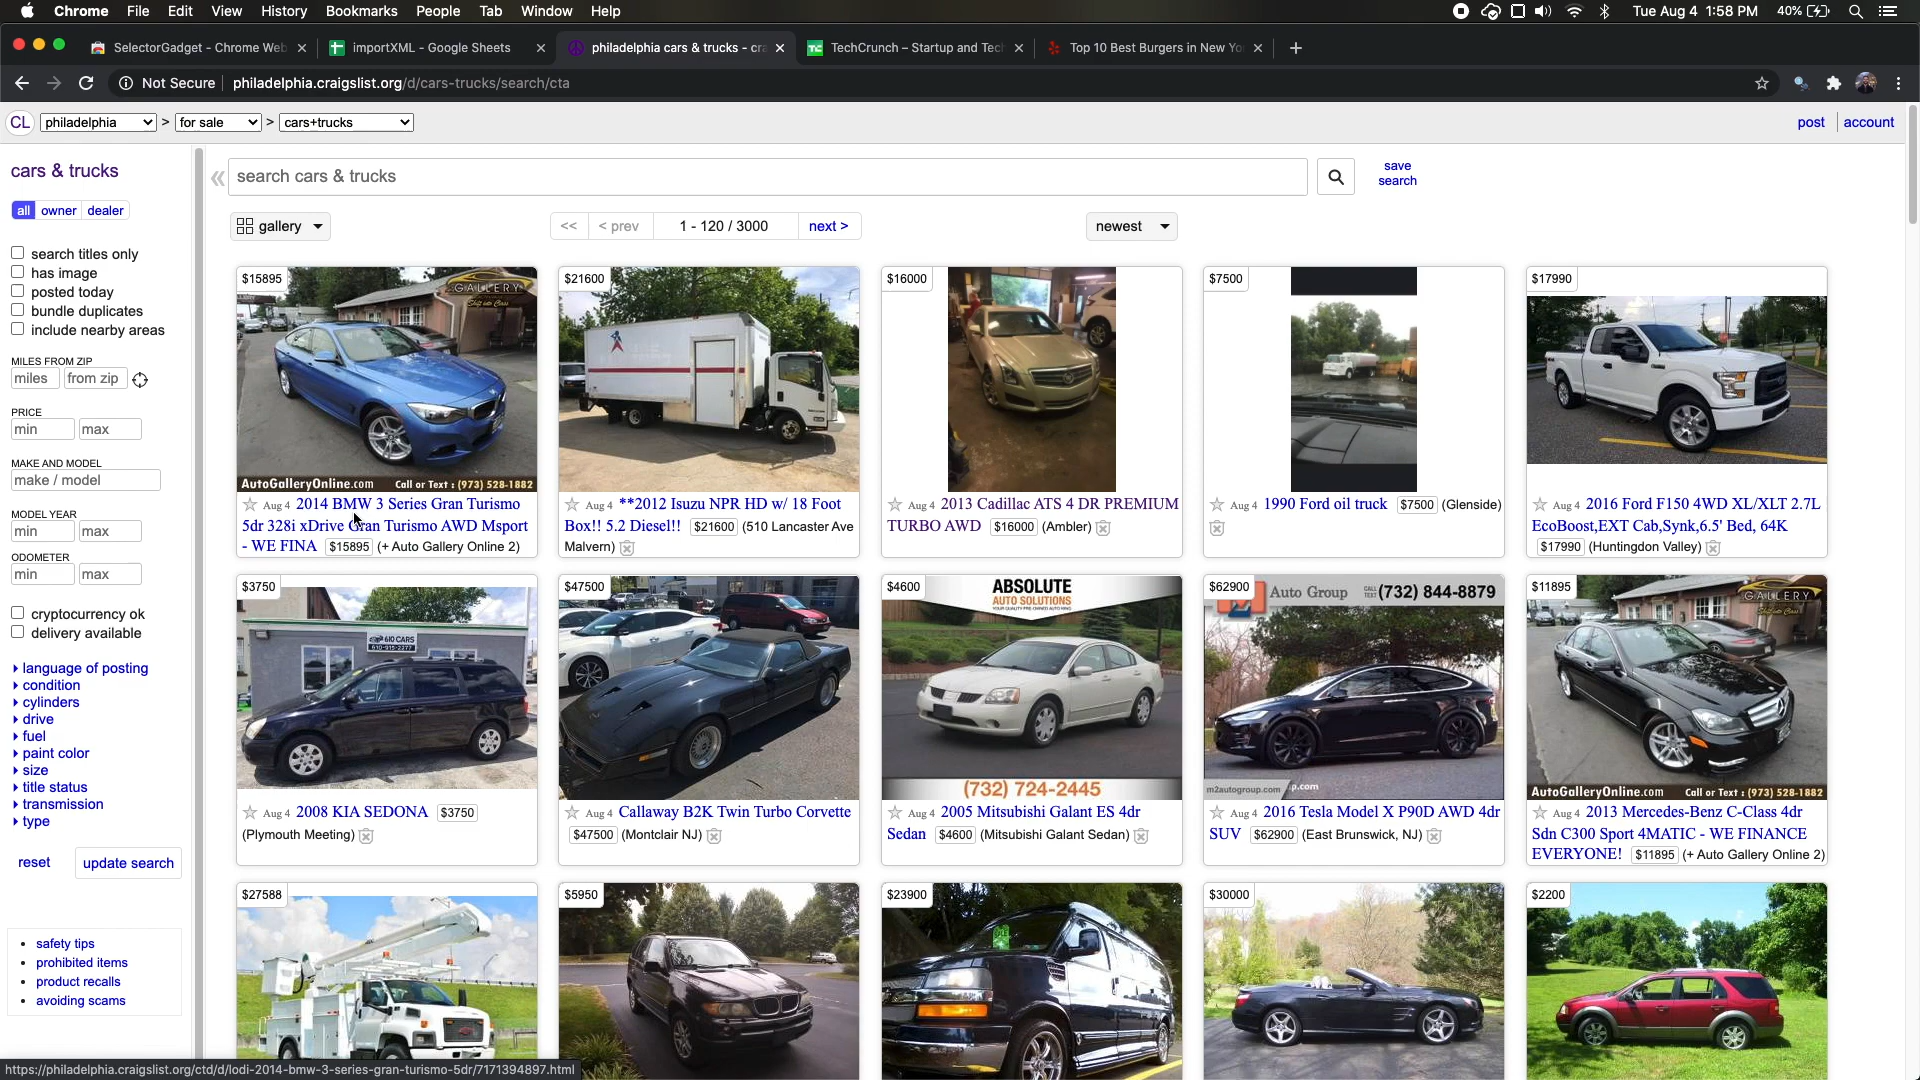 Chrome File Edit View History Bookmarks People Tab Window Help
Tue Aug 4 1:58 PM 40%
SelectorGadget - Chrome Web
importXML - Google Sheets
philadelphia cars & trucks - cra
TechCrunch – Startup and Tec
Top 10 Best Burgers in New Yo
Not Secure philadelphia.craigslist.org/d/cars-trucks/search/cta
CL philadelphia > for sale > cars+trucks
post account
cars & trucks
all owner dealer
search titles only
has image
posted today
bundle duplicates
include nearby areas
MILES FROM ZIP
miles from zip
PRICE
min max
MAKE AND MODEL
make / model
MODEL YEAR
min max
ODOMETER
min max
cryptocurrency ok
delivery available
language of posting
condition
cylinders
drive
fuel
paint color
size
title status
transmission
type
reset update search
safety tips
prohibited items
product recalls
avoiding scams
search cars & trucks
save
search
gallery
<< < prev 1 - 120 / 3000 next >
newest
$15895
GALLERY
AutoGalleryOnline.com Call or Text : (973) 528-1882
Aug 4 2014 BMW 3 Series Gran Turismo
5dr 328i xDrive Gran Turismo AWD Msport
- WE FINA $15895 (+ Auto Gallery Online 2)
$21600
Aug 4 **2012 Isuzu NPR HD w/ 18 Foot
Box!! 5.2 Diesel!! $21600 (510 Lancaster Ave
Malvern)
$16000
Aug 4 2013 Cadillac ATS 4 DR PREMIUM
TURBO AWD $16000 (Ambler)
$7500
Aug 4 1990 Ford oil truck $7500 (Glenside)
$17990
Aug 4 2016 Ford F150 4WD XL/XLT 2.7L
EcoBoost,EXT Cab,Synk,6.5' Bed, 64K
$17990 (Huntingdon Valley)
$3750
610 CARS
610-915-2277
Aug 4 2008 KIA SEDONA $3750
(Plymouth Meeting)
$47500
Aug 4 Callaway B2K Twin Turbo Corvette
$47500 (Montclair NJ)
$4600
ABSOLUTE
AUTO SOLUTIONS
(732) 724-2445
Aug 4 2005 Mitsubishi Galant ES 4dr
Sedan $4600 (Mitsubishi Galant Sedan)
$62900
Auto Group CALL TEXT (732) 844-8879
m2autogroup.com
Aug 4 2016 Tesla Model X P90D AWD 4dr
SUV $62900 (East Brunswick, NJ)
$11895
GALLERY
AutoGalleryOnline.com Call or Text : (973) 528-1882
Aug 4 2013 Mercedes-Benz C-Class 4dr
Sdn C300 Sport 4MATIC - WE FINANCE
EVERYONE! $11895 (+ Auto Gallery Online 2)
$27588
$5950
$23900
$30000
$2200
https://philadelphia.craigslist.org/ctd/d/lodi-2014-bmw-3-series-gran-turismo-5dr/7171394897.html